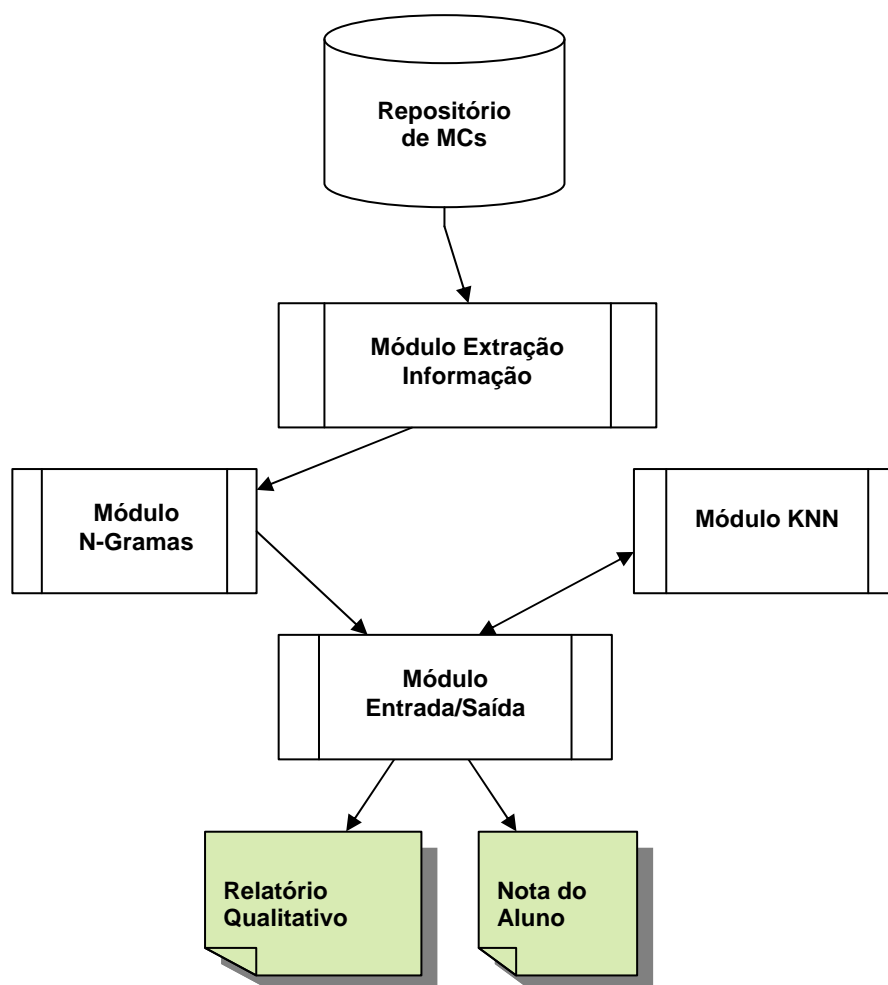 Repositório
de MCs
Módulo Extração
Informação
Módulo
N-Gramas
Módulo KNN
Módulo
Entrada/Saída
Relatório
Qualitativo
Nota do
Aluno